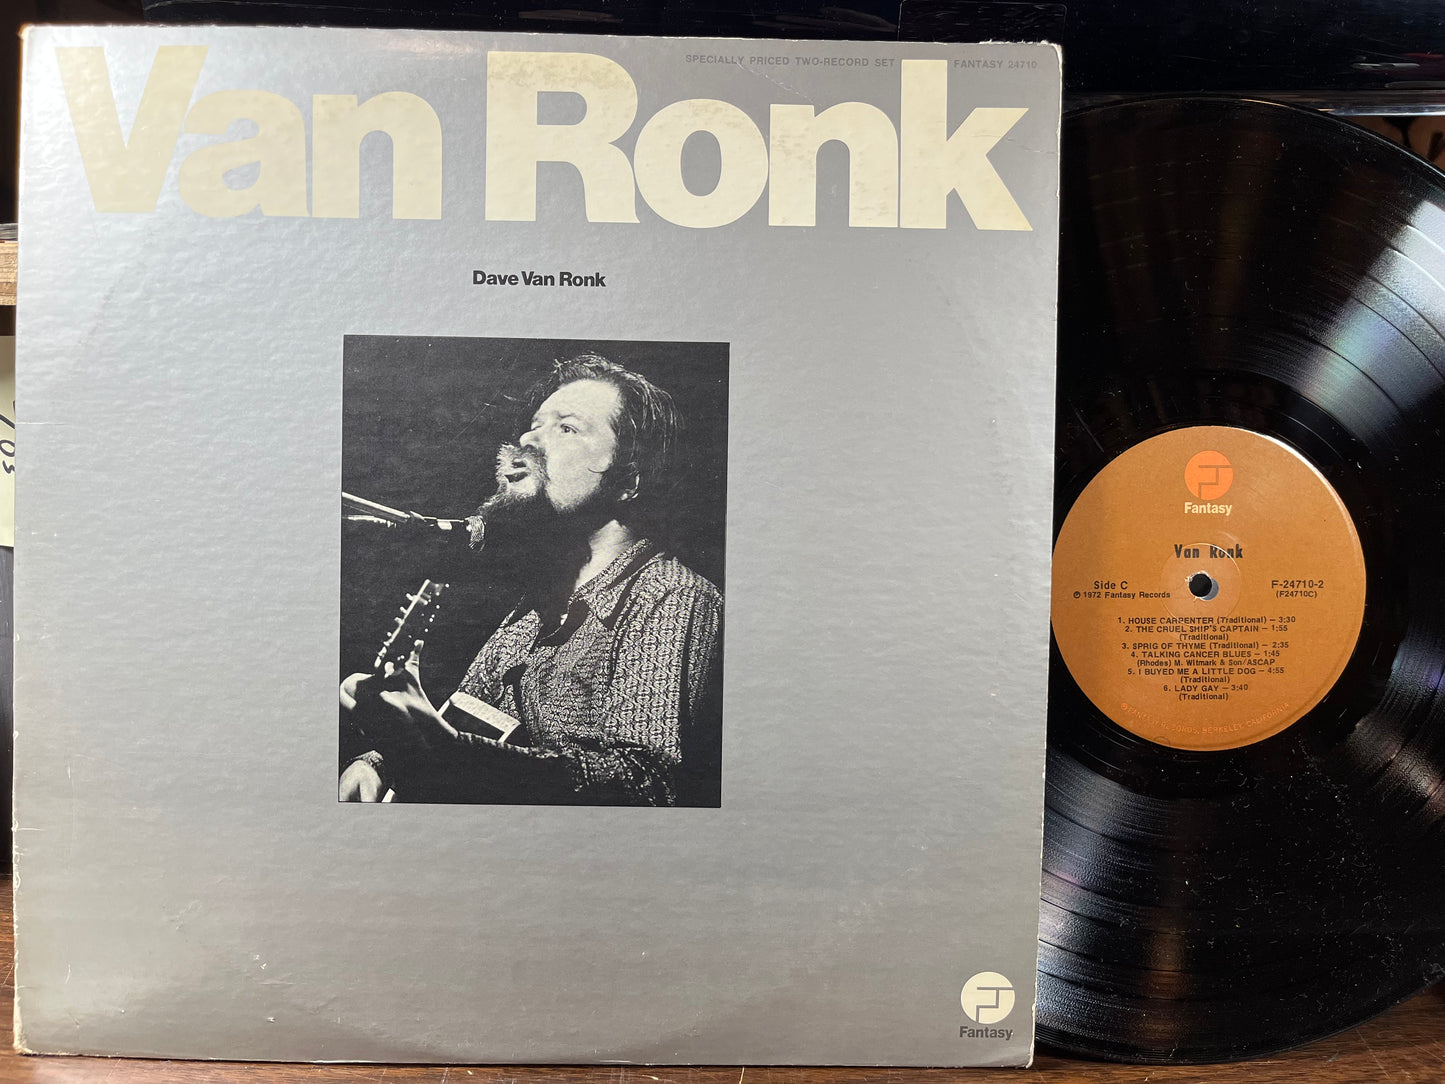 Van Ronk
SPECIALLY PRICED TWO-RECORD SET FANTASY 24710
Dave Van Ronk
Fantasy
Fantasy
Van Ronk
Side C
F-24710-2
℗ 1972 Fantasy Records
(F24710C)
1. HOUSE CARPENTER (Traditional) — 3:30
2. THE CRUEL SHIP'S CAPTAIN — 1:55
(Traditional)
3. SPRIG OF THYME (Traditional) — 2:35
4. TALKING CANCER BLUES — 1:45
(Rhodes) M. Witmark & Son/ASCAP
5. I BUYED ME A LITTLE DOG — 4:55
(Traditional)
6. LADY GAY — 3:40
(Traditional)
FANTASY RECORDS, BERKELEY, CALIFORNIA